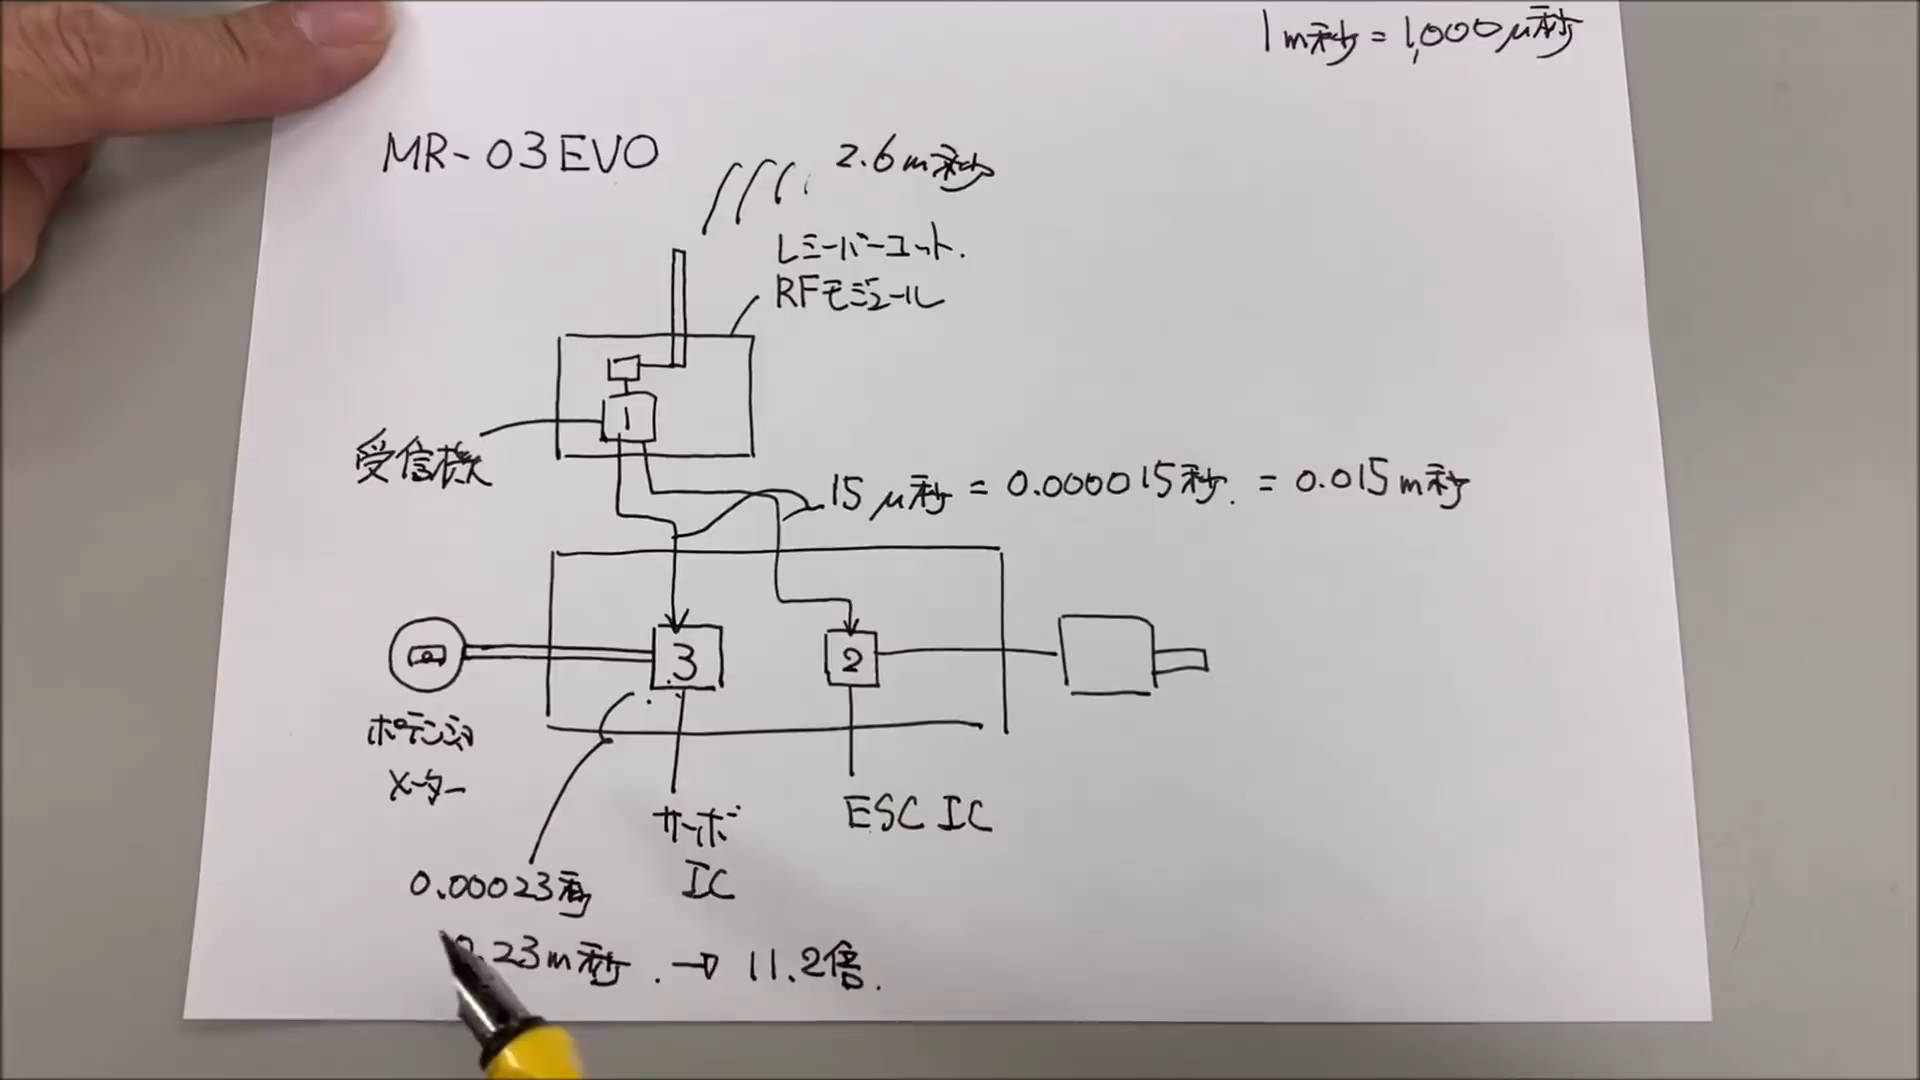 1m秒 = 1,000μ秒
MR-03EVO
2.6m秒
レシーバーユニット.
RFモジュール
1
受信機
15μ秒 = 0.000015秒. = 0.015m秒
3
2
ポテンショ
メーター
サーボ
IC
ESC IC
0.00023秒
0.23m秒. → 11.2倍.